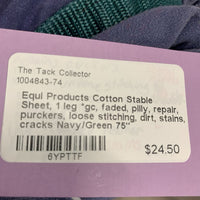 The Tack Collector
1004843-74
Equi Products Cotton Stable
Sheet, 1 leg *gc, faded, pilly, repair,
purckers, loose stitching, dirt, stains,
cracks Navy/Green 75"
6YPTTF
$24.50